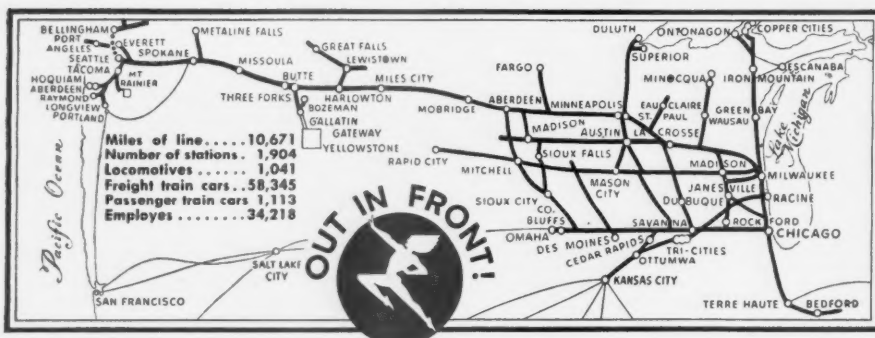 BELLINGHAM
PORT ANGELES
EVERETT
SEATTLE
SPOKANE
METALINE FALLS
TACOMA
HOQUIAM
ABERDEEN
RAYMOND
LONGVIEW
PORTLAND
MT. RAINIER
MISSOULA
BUTTE
THREE FORKS
BOZEMAN
GALLATIN
GATEWAY
YELLOWSTONE
GREAT FALLS
LEWISTOWN
HARLOWTON
MILES CITY
MOBRIDGE
FARGO
ABERDEEN
MINNEAPOLIS
ST. PAUL
DULUTH
SUPERIOR
ONTONAGON
COPPER CITIES
ESCANABA
IRON MOUNTAIN
MINOCQUA
EAU CLAIRE
WAUSAU
GREEN BAY
Lake Michigan
MADISON
AUSTIN
LA CROSSE
RAPID CITY
MITCHELL
SIOUX FALLS
MASON CITY
MADISON
MILWAUKEE
JANESVILLE
RACINE
SIOUX CITY
DUBUQUE
CO. BLUFFS
OMAHA
DES MOINES
CEDAR RAPIDS
SAVANNA
ROCKFORD
CHICAGO
TRI-CITIES
OTTUMWA
KANSAS CITY
TERRE HAUTE
BEDFORD
Miles of line.....10,671
Number of stations. 1,904
Locomotives ..... 1,041
Freight train cars..58,345
Passenger train cars 1,113
Employes ........34,218
Pacific Ocean
SALT LAKE CITY
SAN FRANCISCO
OUT IN FRONT!